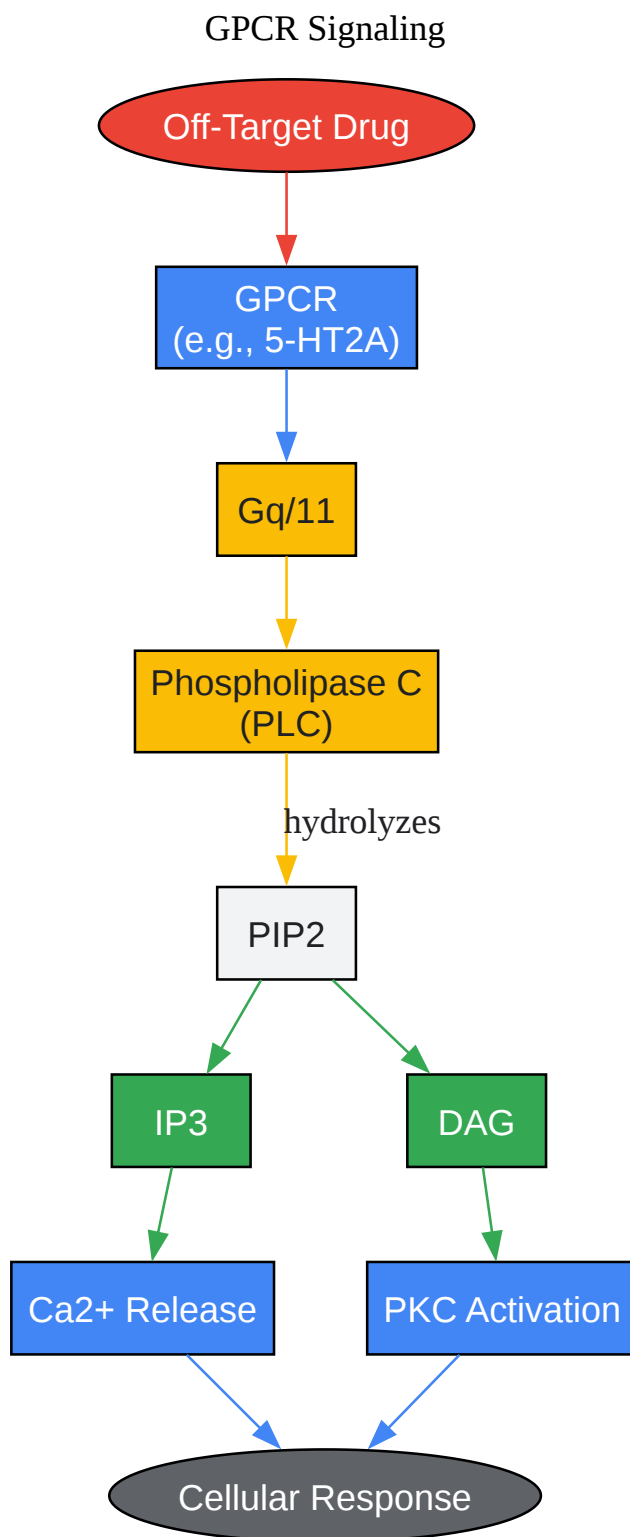 GPCR Signaling
Off-Target Drug
GPCR
(e.g., 5-HT2A)
Gq/11
Phospholipase C
(PLC)
hydrolyzes
PIP2
IP3
DAG
Ca2+ Release
PKC Activation
Cellular Response